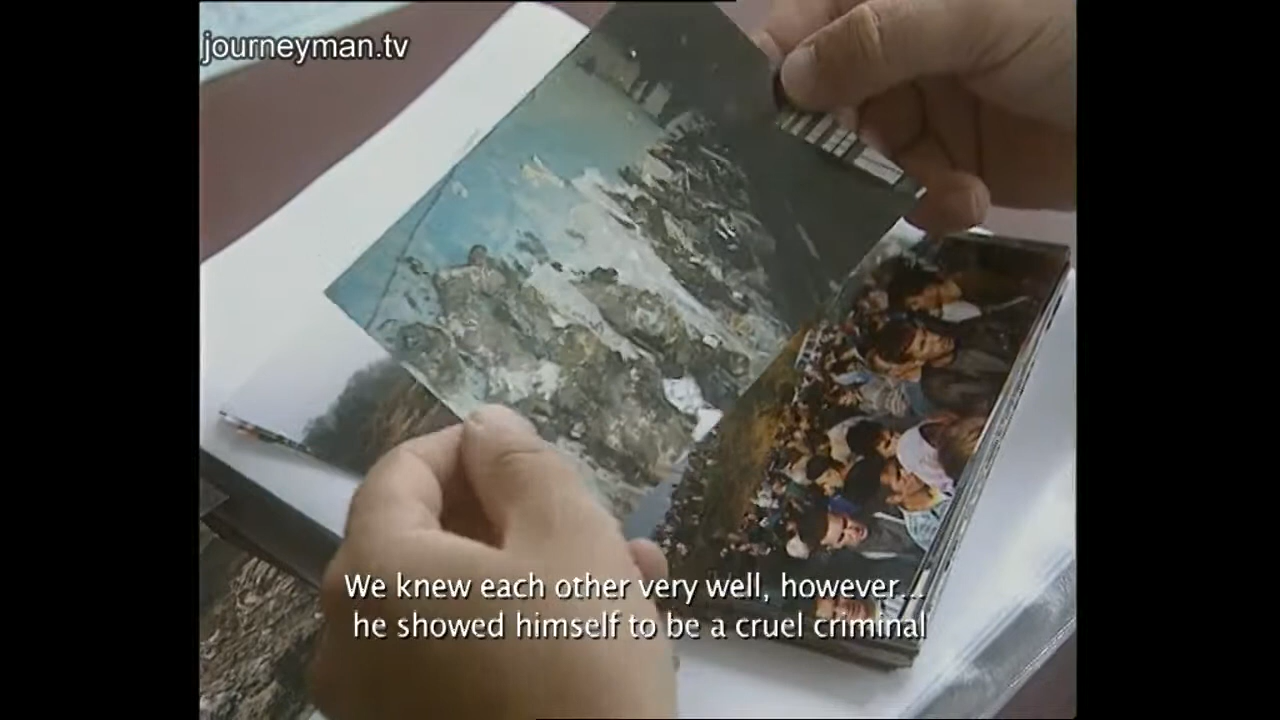 journeyman.tv
We knew each other very well, however...
he showed himself to be a cruel criminal